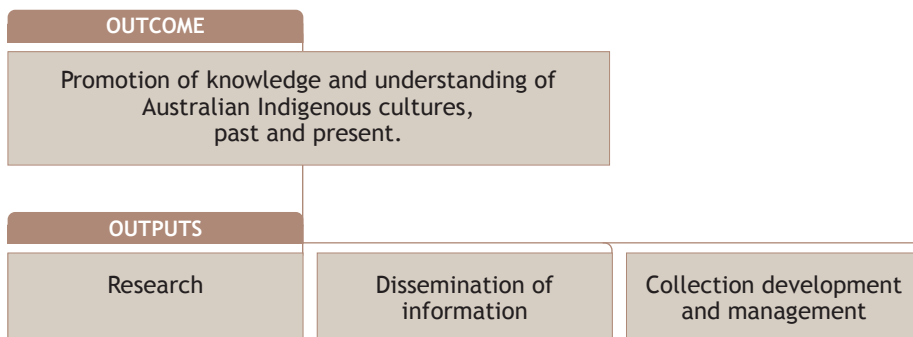 OUTCOME
Promotion of knowledge and understanding of
Australian Indigenous cultures,
past and present.
OUTPUTS
Research
Dissemination of
information
Collection development
and management